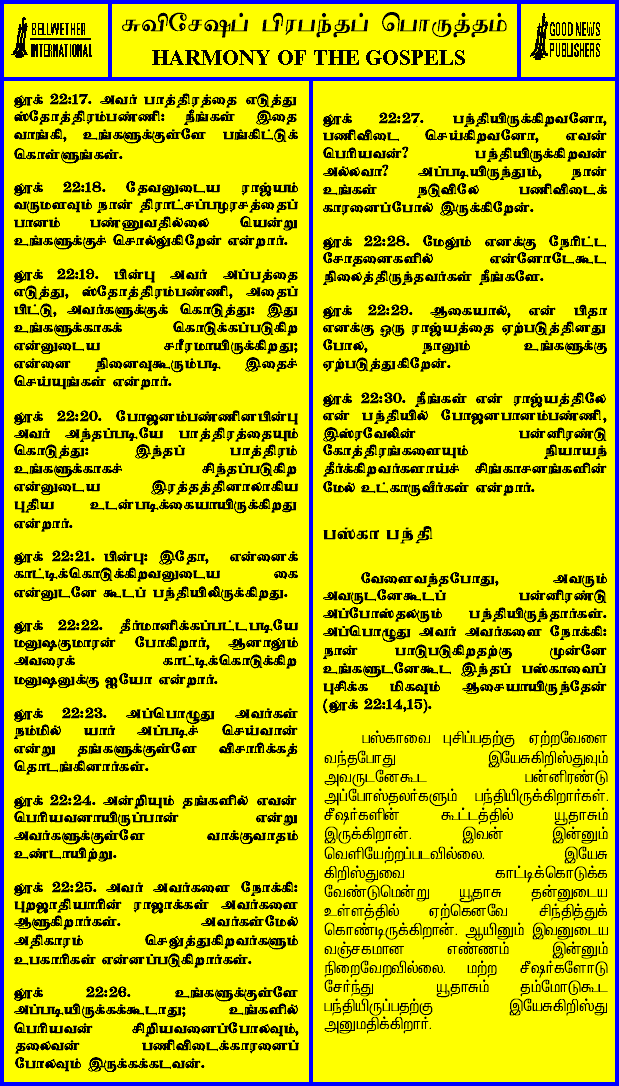 BELLWETHER
INTERNATIONAL
சுவிசேஷப் பிரபந்தப் பொருத்தம்
HARMONY OF THE GOSPELS
GOOD NEWS
PUBLISHERS
லூக் 22:17. அவர் பாத்திரத்தை எடுத்து
ஸ்தோத்திரம்பண்ணி: நீங்கள் இதை
வாங்கி, உங்களுக்குள்ளே பங்கிட்டுக்
கொள்ளுங்கள்.
லூக் 22:18. தேவனுடைய ராஜ்யம்
வருமளவும் நான் திராட்சப்பழரசத்தைப்
பானம் பண்ணுவதில்லை யென்று
உங்களுக்குச் சொல்லுகிறேன் என்றார்.
லூக் 22:19. பின்பு அவர் அப்பத்தை
எடுத்து, ஸ்தோத்திரம்பண்ணி, அதைப்
பிட்டு, அவர்களுக்குக் கொடுத்து: இது
உங்களுக்காகக் கொடுக்கப்படுகிற
என்னுடைய சரீரமாயிருக்கிறது;
என்னை நினைவுகூரும்படி இதைச்
செய்யுங்கள் என்றார்.
லூக் 22:20. போஜனம்பண்ணினபின்பு
அவர் அந்தப்படியே பாத்திரத்தையும்
கொடுத்து: இந்தப் பாத்திரம்
உங்களுக்காகச் சிந்தப்படுகிற
என்னுடைய இரத்தத்தினாலாகிய
புதிய உடன்படிக்கையாயிருக்கிறது
என்றார்.
லூக் 22:21. பின்பு: இதோ, என்னைக்
காட்டிக்கொடுக்கிறவனுடைய கை
என்னுடனே கூடப் பந்தியிலிருக்கிறது.
லூக் 22:22. தீர்மானிக்கப்பட்டபடியே
மனுஷகுமாரன் போகிறார், ஆனாலும்
அவரைக் காட்டிக்கொடுக்கிற
மனுஷனுக்கு ஐயோ என்றார்.
லூக் 22:23. அப்பொழுது அவர்கள்
நம்மில் யார் அப்படிச் செய்வான்
என்று தங்களுக்குள்ளே விசாரிக்கத்
தொடங்கினார்கள்.
லூக் 22:24. அன்றியும் தங்களில் எவன்
பெரியவனாயிருப்பான் என்று
அவர்களுக்குள்ளே வாக்குவாதம்
உண்டாயிற்று.
லூக் 22:25. அவர் அவர்களை நோக்கி:
புறஜாதியாரின் ராஜாக்கள் அவர்களை
ஆளுகிறார்கள். அவர்கள்மேல்
அதிகாரம் செலுத்துகிறவர்களும்
உபகாரிகள் என்னப்படுகிறார்கள்.
லூக் 22:26. உங்களுக்குள்ளே
அப்படியிருக்கக்கூடாது; உங்களில்
பெரியவன் சிறியவனைப்போலவும்,
தலைவன் பணிவிடைக்காரனைப்
போலவும் இருக்கக்கடவன்.
லூக் 22:27. பந்தியிருக்கிறவனோ,
பணிவிடை செய்கிறவனோ, எவன்
பெரியவன்? பந்தியிருக்கிறவன்
அல்லவா? அப்படியிருந்தும், நான்
உங்கள் நடுவிலே பணிவிடைக்
காரனைப்போல் இருக்கிறேன்.
லூக் 22:28. மேலும் எனக்கு நேரிட்ட
சோதனைகளில் என்னோடேகூட
நிலைத்திருந்தவர்கள் நீங்களே.
லூக் 22:29. ஆகையால், என் பிதா
எனக்கு ஒரு ராஜ்யத்தை ஏற்படுத்தினது
போல, நானும் உங்களுக்கு
ஏற்படுத்துகிறேன்.
லூக் 22:30. நீங்கள் என் ராஜ்யத்திலே
என் பந்தியில் போஜனபானம்பண்ணி,
இஸ்ரவேலின் பன்னிரண்டு
கோத்திரங்களையும் நியாயந்
தீர்க்கிறவர்களாய்ச் சிங்காசனங்களின்
மேல் உட்காருவீர்கள் என்றார்.
பஸ்கா பந்தி
வேளைவந்தபோது, அவரும்
அவருடனேகூடப் பன்னிரண்டு
அப்போஸ்தலரும் பந்தியிருந்தார்கள்.
அப்பொழுது அவர் அவர்களை நோக்கி:
நான் பாடுபடுகிறதற்கு முன்னே
உங்களுடனேகூட இந்தப் பஸ்காவைப்
புசிக்க மிகவும் ஆசையாயிருந்தேன்
(லூக் 22:14,15).
பஸ்காவை புசிப்பதற்கு ஏற்றவேளை
வந்தபோது இயேசுகிறிஸ்துவும்
அவருடனேகூட பன்னிரண்டு
அப்போஸ்தலர்களும் பந்தியிருக்கிறார்கள்.
சீஷர்களின் கூட்டத்தில் யூதாசும்
இருக்கிறான். இவன் இன்னும்
வெளியேற்றப்படவில்லை. இயேசு
கிறிஸ்துவை காட்டிக்கொடுக்க
வேண்டுமென்று யூதாசு தன்னுடைய
உள்ளத்தில் ஏற்கெனவே சிந்தித்துக்
கொண்டிருக்கிறான். ஆயினும் இவனுடைய
வஞ்சகமான எண்ணம் இன்னும்
நிறைவேறவில்லை. மற்ற சீஷர்களோடு
சேர்ந்து யூதாசும் தம்மோடுகூட
பந்தியிருப்பதற்கு இயேசுகிறிஸ்து
அனுமதிக்கிறார்.